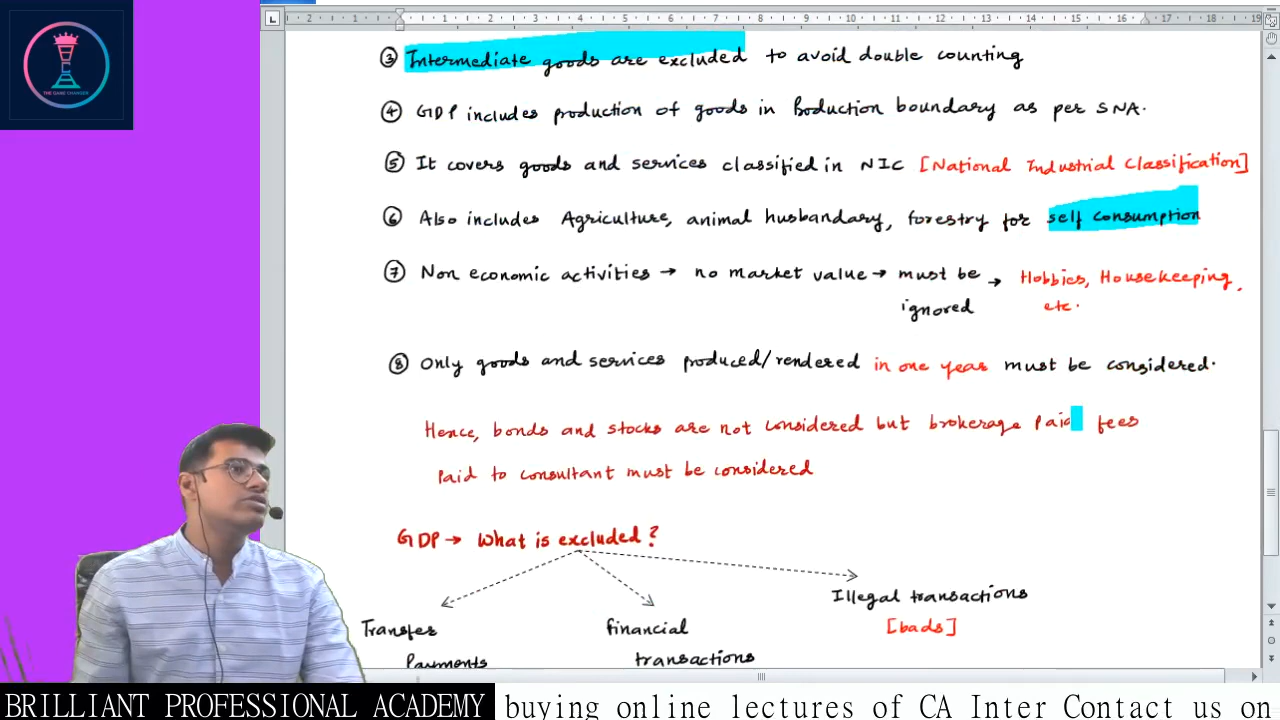 THE GAME CHANGER
③ Intermediate goods are excluded to avoid double counting
④ GDP includes production of goods in Production boundary as per SNA.
⑤ It covers goods and services classified in NIC [National Industrial Classification]
⑥ Also includes Agriculture, animal husbandary, forestry for self consumption
⑦ Non economic activities → no market value → must be → Hobbies, Housekeeping,
ignored etc.
⑧ Only goods and services produced/rendered in one year must be considered.
Hence, bonds and stocks are not considered but brokerage paid fees
paid to consultant must be considered
GDP → What is excluded?
Illegal transactions
Transfer financial [bads]
Payments transactions
BRILLIANT PROFESSIONAL ACADEMY buying online lectures of CA Inter Contact us on